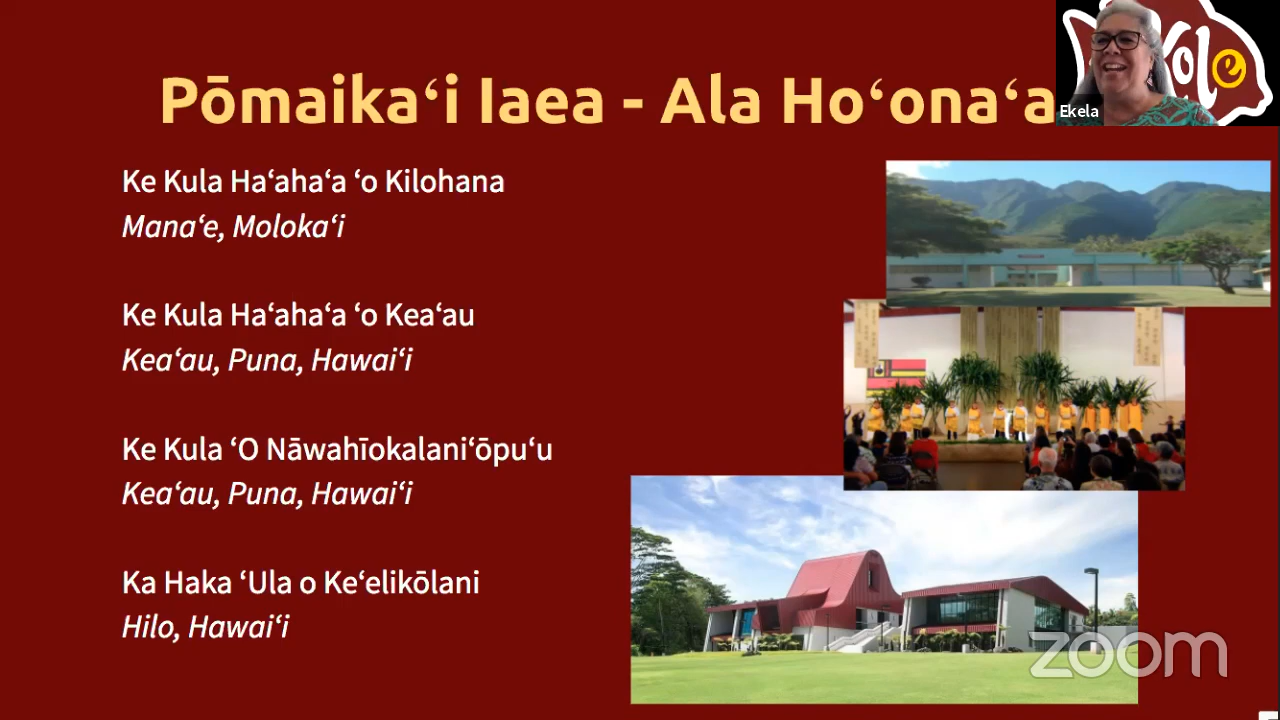 Pōmaikaʻi Iaea - Ala Hoʻonaʻa
Ekela
ole
Ke Kula Haʻahaʻa ʻo Kilohana
Manaʻe, Molokaʻi
Ke Kula Haʻahaʻa ʻo Keaʻau
Keaʻau, Puna, Hawaiʻi
Ke Kula ʻO Nāwahīokalaniʻōpuʻu
Keaʻau, Puna, Hawaiʻi
Ka Haka ʻUla o Keʻelikōlani
Hilo, Hawaiʻi
zoom